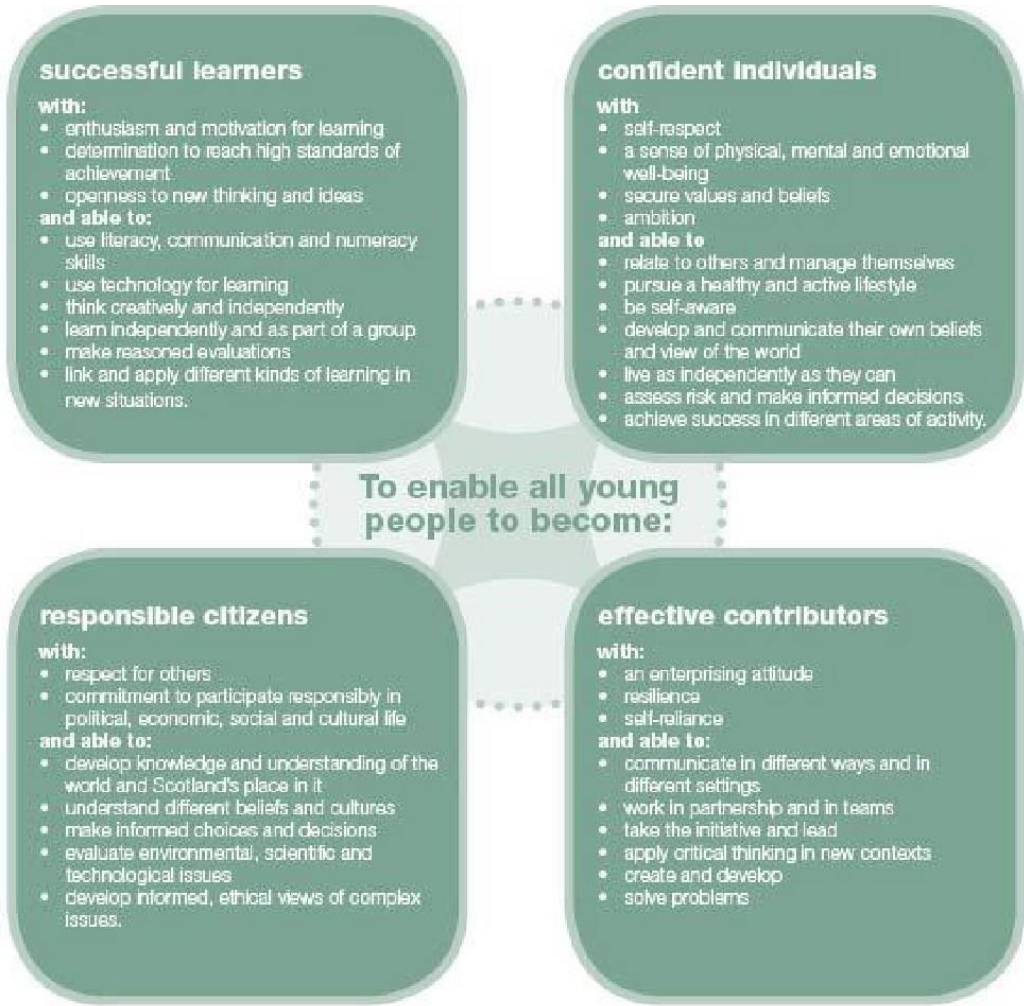 successful learners
with:
• enthusiasm and motivation for learning
• determination to reach high standards of
achievement
• openness to new thinking and ideas
and able to:
• use literacy, communication and numeracy
skills
• use technology for learning
• think creatively and independently
• learn independently and as part of a group
• make reasoned evaluations
• link and apply different kinds of learning in
new situations.
confident individuals
with
• self-respect
• a sense of physical, mental and emotional
well-being
• secure values and beliefs
• ambition
and able to
• relate to others and manage themselves
• pursue a healthy and active lifestyle
• be self-aware
• develop and communicate their own beliefs
and view of the world
• live as independently as they can
• assess risk and make informed decisions
• achieve success in different areas of activity.
To enable all young
people to become:
responsible citizens
with:
• respect for others
• commitment to participate responsibly in
political, economic, social and cultural life
and able to:
• develop knowledge and understanding of the
world and Scotland's place in it
• understand different beliefs and cultures
• make informed choices and decisions
• evaluate environmental, scientific and
technological issues
• develop informed, ethical views of complex
issues.
effective contributors
with:
• an enterprising attitude
• resilience
• self-reliance
and able to:
• communicate in different ways and in
different settings
• work in partnership and in teams
• take the initiative and lead
• apply critical thinking in new contexts
• create and develop
• solve problems